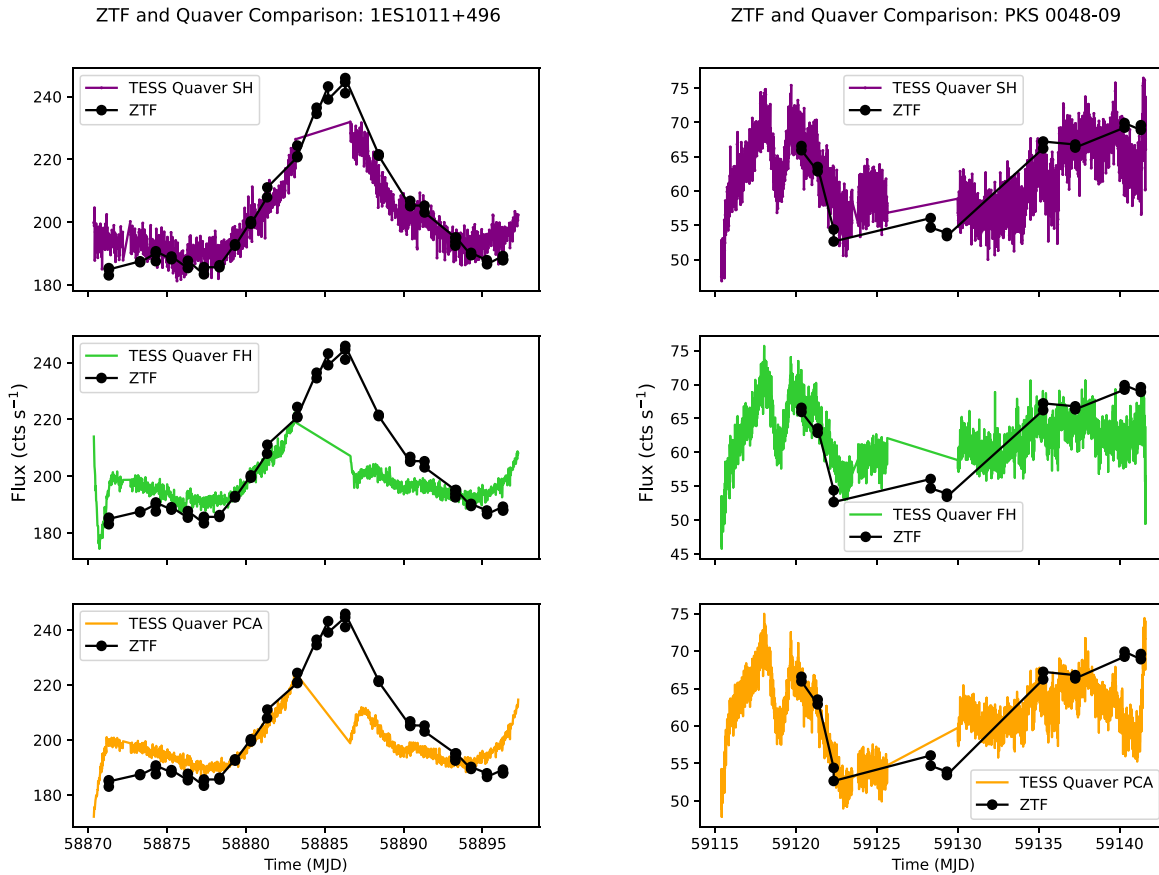 ZTF and Quaver Comparison: 1ES1011+496
TESS Quaver SH
ZTF
240
220
200
180
TESS Quaver FH
ZTF
240
220
200
180
Flux (cts s⁻¹)
TESS Quaver PCA
ZTF
240
220
200
180
58870 58875 58880 58885 58890 58895
Time (MJD)
ZTF and Quaver Comparison: PKS 0048-09
TESS Quaver SH
ZTF
75
70
65
60
55
50
75
70
65
60
55
50
45
Flux (cts s⁻¹)
TESS Quaver FH
ZTF
75
70
65
60
55
50
TESS Quaver PCA
ZTF
59115 59120 59125 59130 59135 59140
Time (MJD)